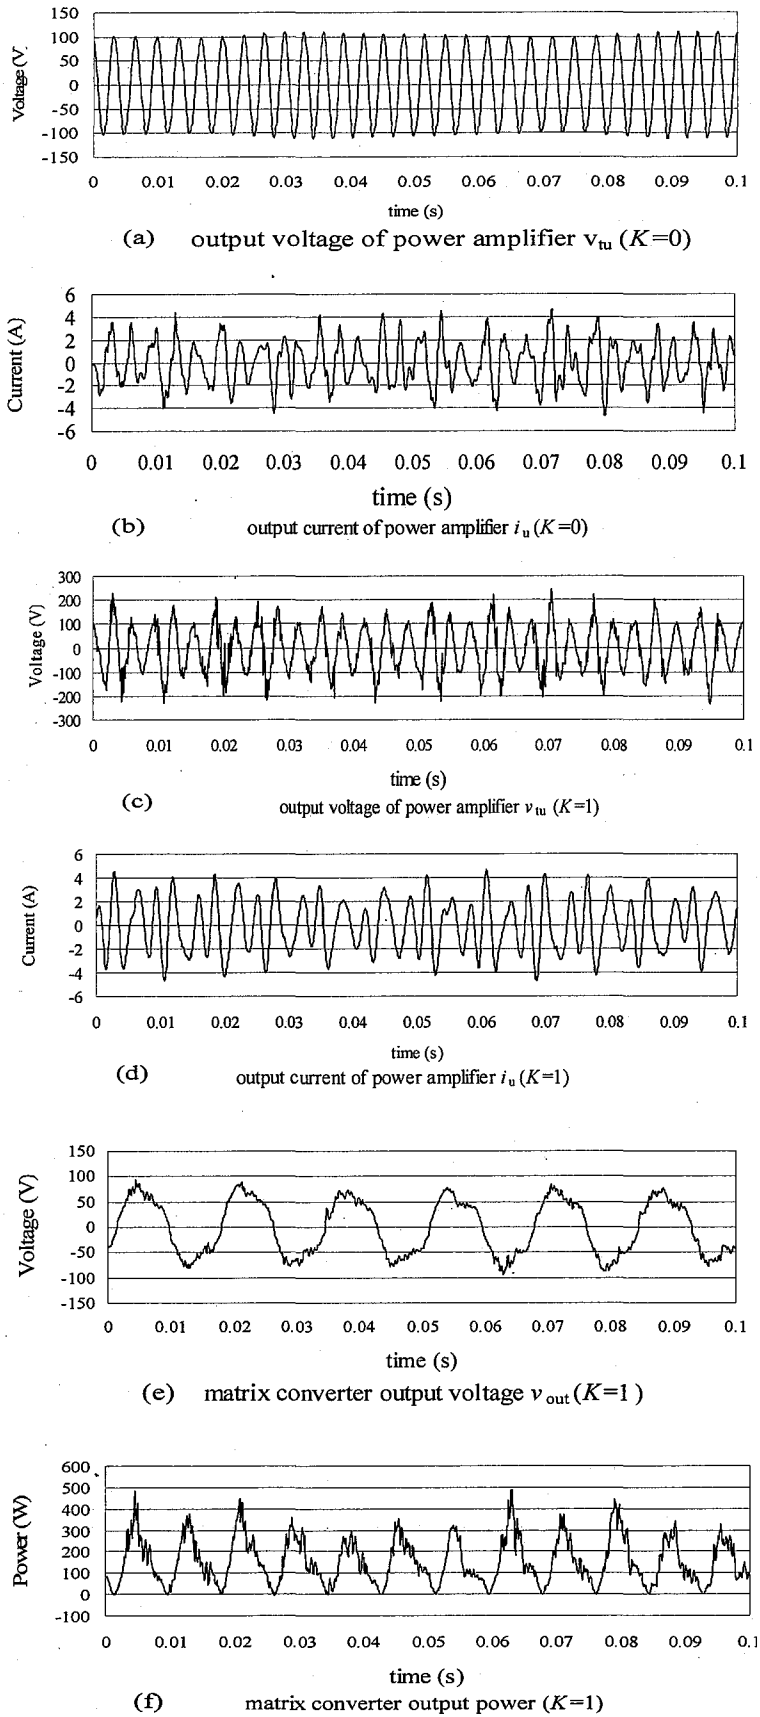 Voltage (V.
150
100
50
0
-50
-100
-150
0 0.01 0.02 0.03 0.04 0.05 0.06 0.07 0.08 0.09 0.1
time (s)
(a) output voltage of power amplifier vtu (K=0)
Current (A)
6
4
2
0
-2
-4
-6
0 0.01 0.02 0.03 0.04 0.05 0.06 0.07 0.08 0.09 0.1
time (s)
(b) output current of power amplifier iu (K=0)
Voltage (V)
300
200
100
0
-100
-200
-300
0 0.01 0.02 0.03 0.04 0.05 0.06 0.07 0.08 0.09 0.1
time (s)
(c) output voltage of power amplifier vtu (K=1)
Current (A)
6
4
2
0
-2
-4
-6
0 0.01 0.02 0.03 0.04 0.05 0.06 0.07 0.08 0.09 0.1
time (s)
(d) output current of power amplifier iu (K=1)
Voltage (V)
150
100
50
0
-50
-100
-150
0 0.01 0.02 0.03 0.04 0.05 0.06 0.07 0.08 0.09 0.1
time (s)
(e) matrix converter output voltage vout (K=1 )
Power (W)
600
500
400
300
200
100
0
-100
0 0.01 0.02 0.03 0.04 0.05 0.06 0.07 0.08 0.09 0.1
time (s)
(f) matrix converter output power (K=1)